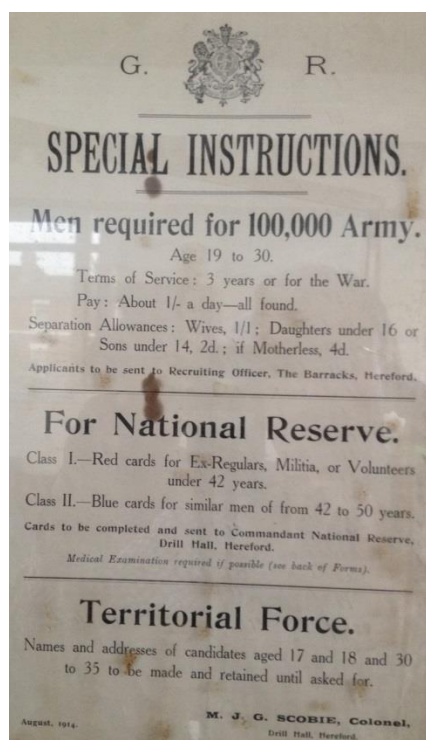 G. R.
SPECIAL INSTRUCTIONS.
Men required for 100,000 Army.
Age 19 to 30.
Terms of Service: 3 years or for the War.
Pay: About 1/- a day—all found.
Separation Allowances: Wives, 1/1; Daughters under 16 or
Sons under 14, 2d.; if Motherless, 4d.
Applicants to be sent to Recruiting Officer, The Barracks, Hereford.
For National Reserve.
Class I.—Red cards for Ex-Regulars, Militia, or Volunteers
under 42 years.
Class II.—Blue cards for similar men of from 42 to 50 years.
Cards to be completed and sent to Commandant National Reserve,
Drill Hall, Hereford.
Medical Examination required if possible (see back of Forms).
Territorial Force.
Names and addresses of candidates aged 17 and 18 and 30
to 35 to be made and retained until asked for.
M. J. G. SCOBIE, Colonel,
August, 1914. Drill Hall, Hereford.